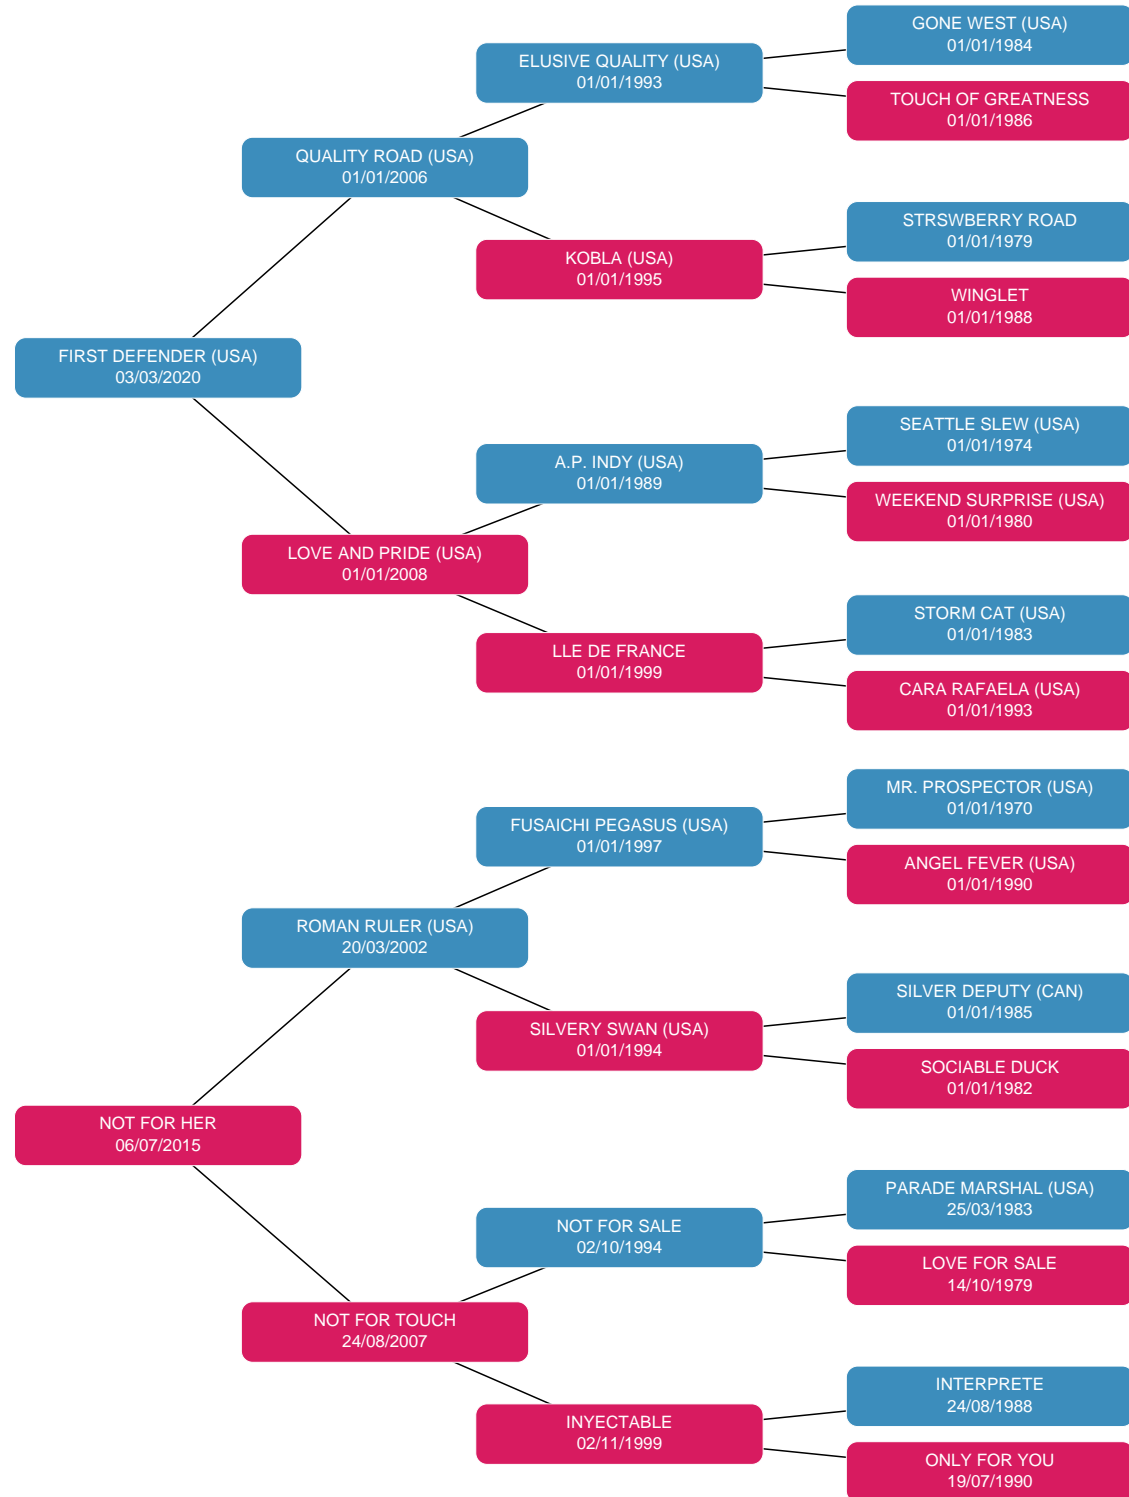 GONE WEST (USA)
01/01/1984
ELUSIVE QUALITY (USA)
01/01/1993
TOUCH OF GREATNESS
01/01/1986
QUALITY ROAD (USA)
01/01/2006
STRSWBERRY ROAD
01/01/1979
KOBLA (USA)
01/01/1995
WINGLET
01/01/1988
FIRST DEFENDER (USA)
03/03/2020
SEATTLE SLEW (USA)
01/01/1974
A.P. INDY (USA)
01/01/1989
WEEKEND SURPRISE (USA)
01/01/1980
LOVE AND PRIDE (USA)
01/01/2008
STORM CAT (USA)
01/01/1983
LLE DE FRANCE
01/01/1999
CARA RAFAELA (USA)
01/01/1993
MR. PROSPECTOR (USA)
01/01/1970
FUSAICHI PEGASUS (USA)
01/01/1997
ANGEL FEVER (USA)
01/01/1990
ROMAN RULER (USA)
20/03/2002
SILVER DEPUTY (CAN)
01/01/1985
SILVERY SWAN (USA)
01/01/1994
SOCIABLE DUCK
01/01/1982
NOT FOR HER
06/07/2015
PARADE MARSHAL (USA)
25/03/1983
NOT FOR SALE
02/10/1994
LOVE FOR SALE
14/10/1979
NOT FOR TOUCH
24/08/2007
INTERPRETE
24/08/1988
INYECTABLE
02/11/1999
ONLY FOR YOU
19/07/1990